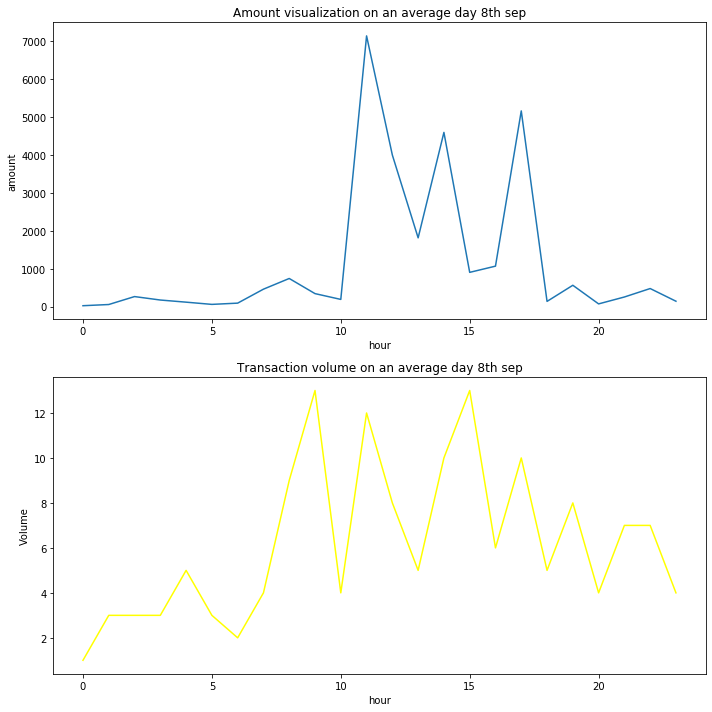 Amount visualization on an average day 8th sep
7000
6000
5000
4000
3000
2000
1000
0
amount
0 5 10 15 20
hour
Transaction volume on an average day 8th sep
12
10
8
6
4
2
Volume
0 5 10 15 20
hour